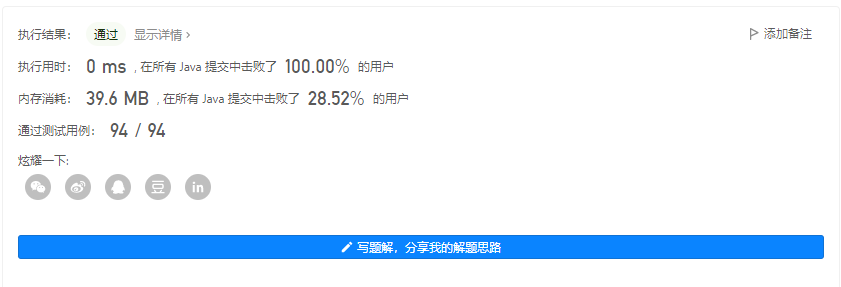 执行结果： 通过 显示详情 › 添加备注
执行用时： 0 ms , 在所有 Java 提交中击败了 100.00% 的用户
内存消耗： 39.6 MB , 在所有 Java 提交中击败了 28.52% 的用户
通过测试用例： 94 / 94
炫耀一下:
豆 in
写题解，分享我的解题思路